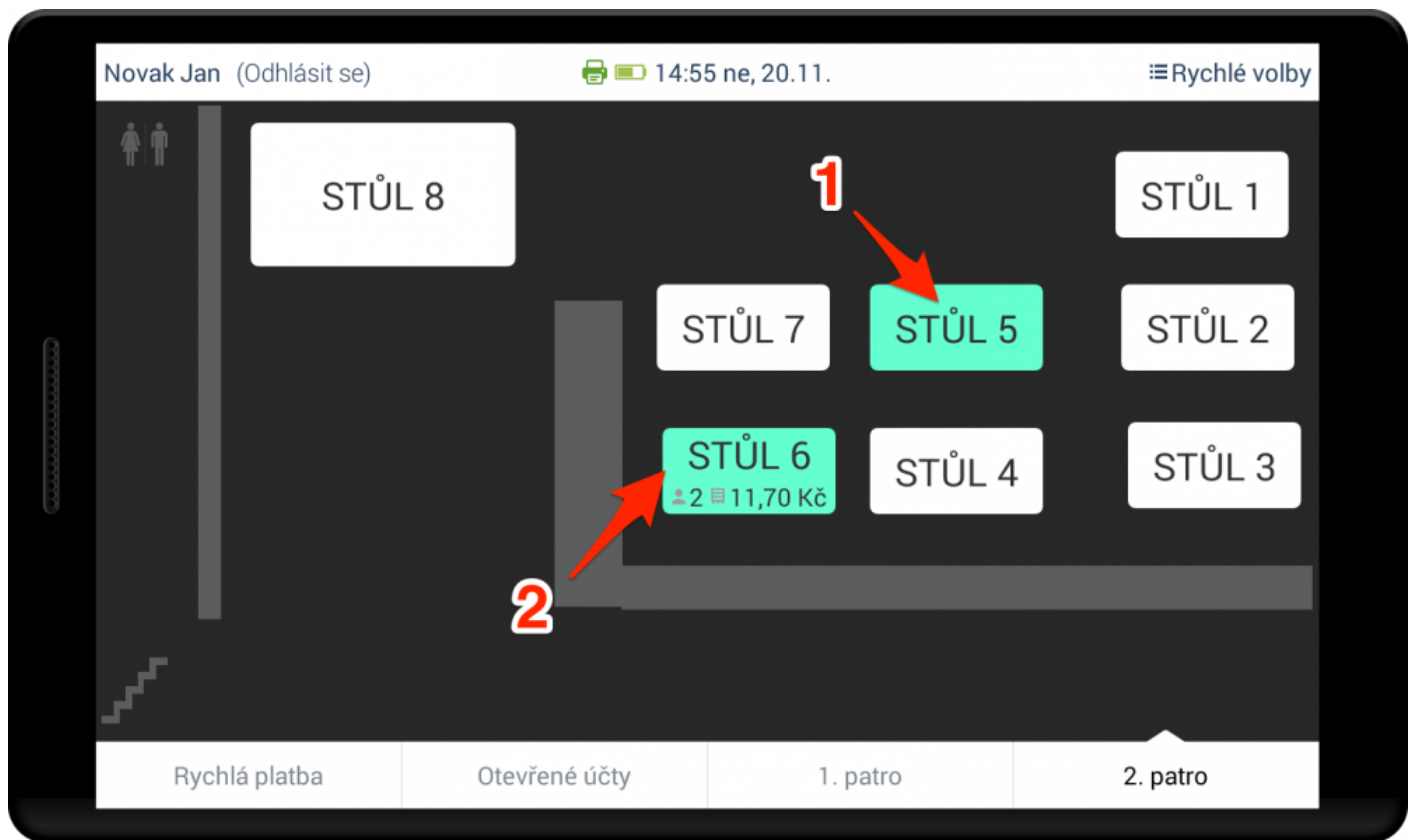 Novak Jan (Odhlásit se) 14:55 ne, 20.11. Rychlé volby
STŮL 8
1
STŮL 1
STŮL 7
STŮL 5
STŮL 2
STŮL 6
2 11,70 Kč
STŮL 4
STŮL 3
2
Rychlá platba Otevřené účty 1. patro 2. patro